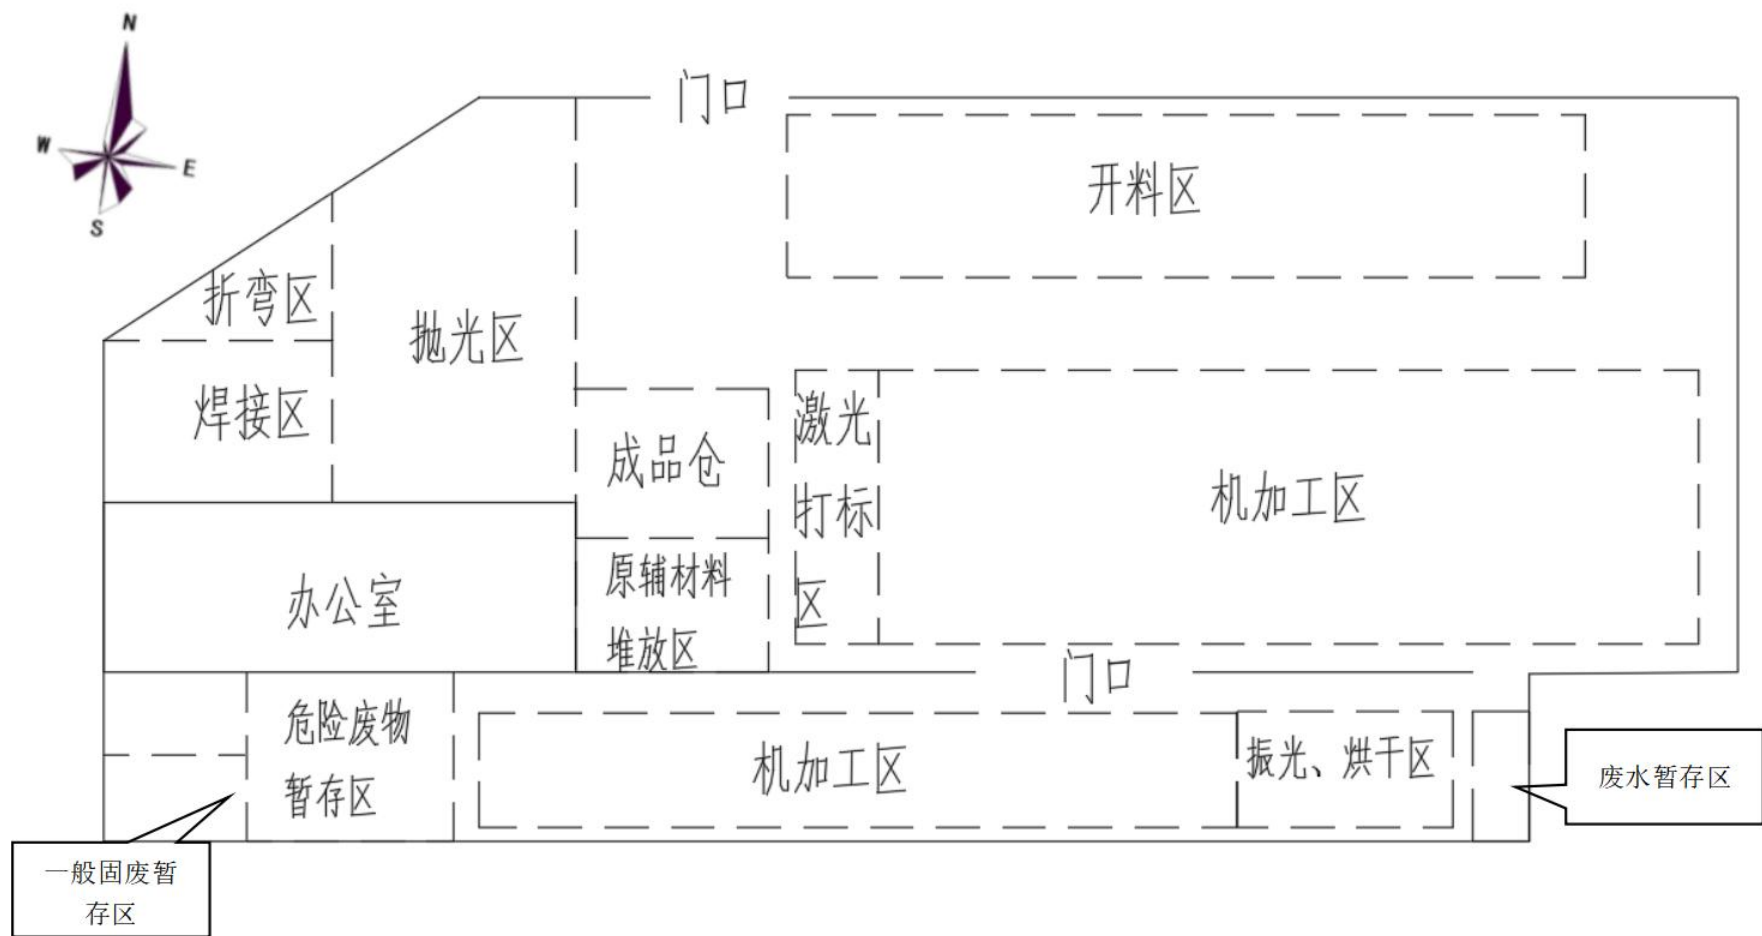 N
W
E
S
门口
开料区
折弯区
抛光区
焊接区
成品仓
激光
打标
区
机加工区
办公室
原辅材料
堆放区
门口
危险废物
暂存区
机加工区
振光、烘干区
废水暂存区
一般固废暂
存区